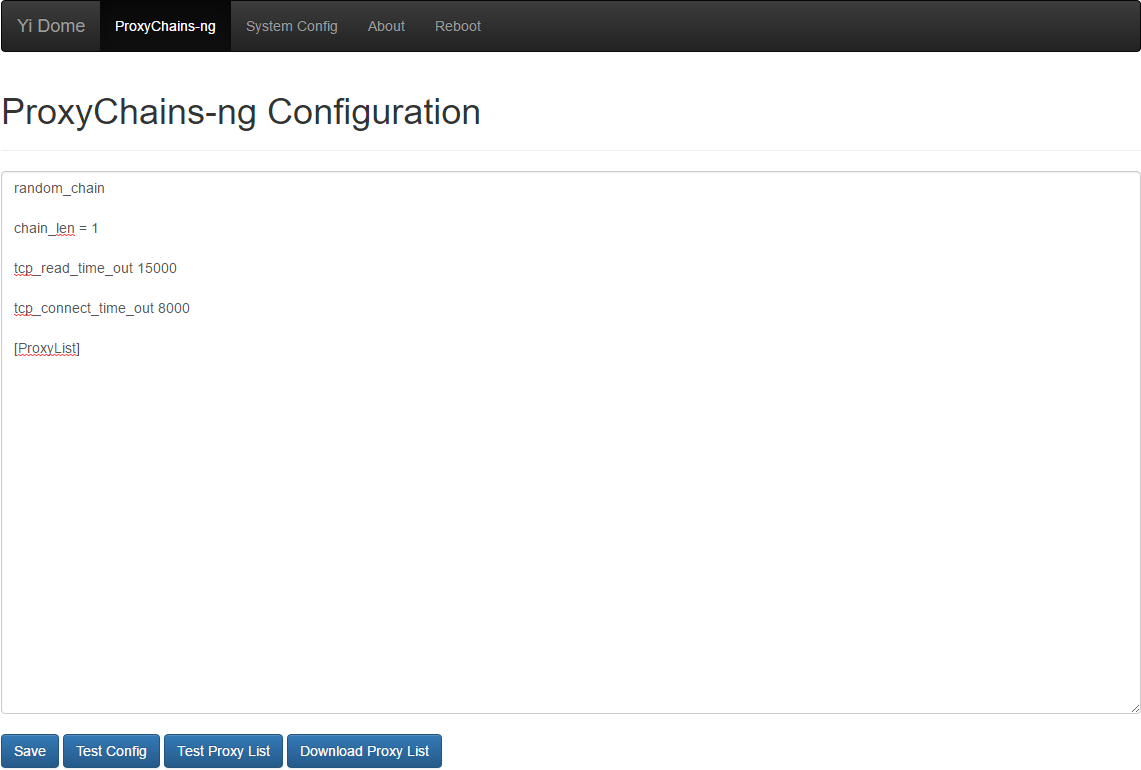 Yi Dome ProxyChains-ng System Config About Reboot
ProxyChains-ng Configuration
random_chain
chain_len = 1
tcp_read_time_out 15000
tcp_connect_time_out 8000
[ProxyList]
Save Test Config Test Proxy List Download Proxy List